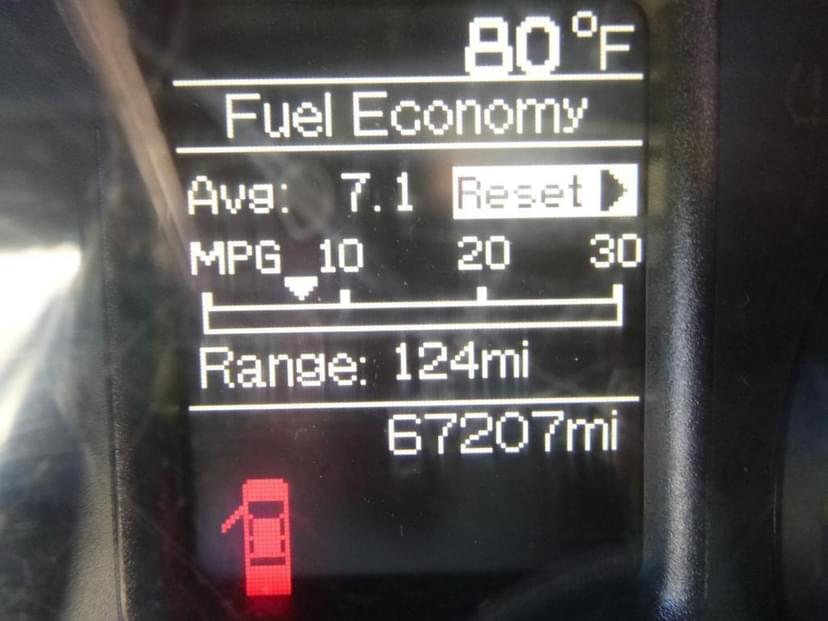 80°F
Fuel Economy
Avg: 7.1 Reset
MPG 10 20 30
Range: 124mi
67207mi